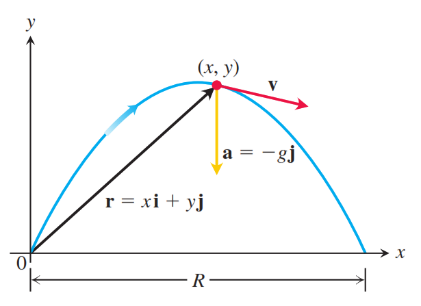 y
(x, y)
v
a = −gj
r = xi + yj
0
x
R